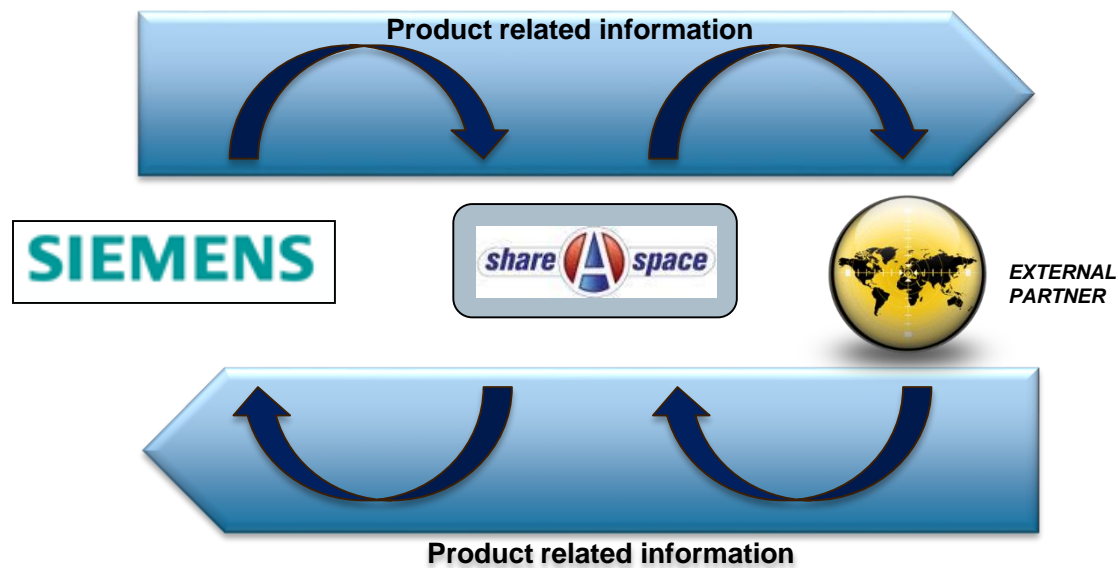 Product related information
SIEMENS
share A space
EXTERNAL
PARTNER
Product related information